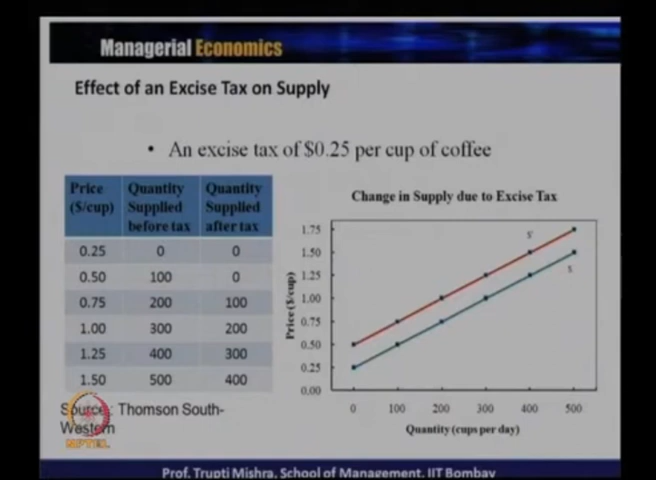 Managerial Economics
Effect of an Excise Tax on Supply
• An excise tax of $0.25 per cup of coffee
Price ($/cup) Quantity Supplied before tax Quantity Supplied after tax
0.25 0 0
0.50 100 0
0.75 200 100
1.00 300 200
1.25 400 300
1.50 500 400
Change in Supply due to Excise Tax
Price ($/cup)
1.75
1.50
1.25
1.00
0.75
0.50
0.25
0.00
S'
S
0 100 200 300 400 500
Quantity (cups per day)
Source: Thomson South-
Western
NPTEL
Prof. Trupti Mishra, School of Management, IIT Bombay